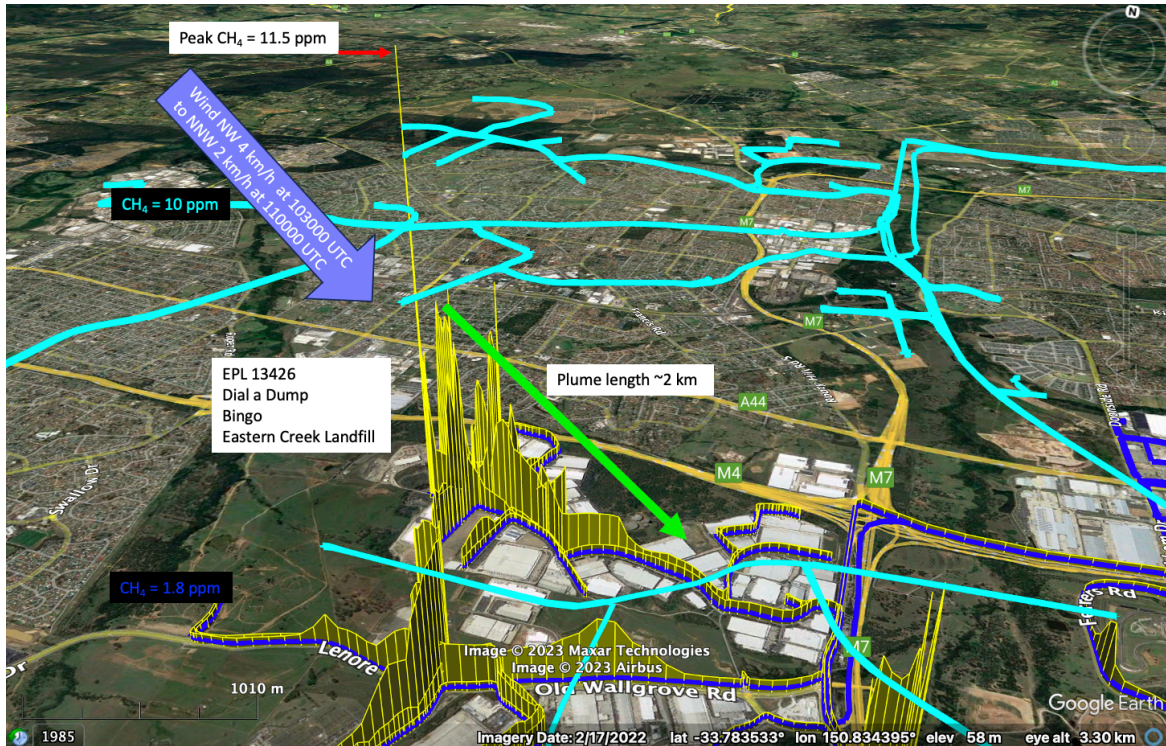 N
Peak CH4 = 11.5 ppm
Wind NW 4 km/h at 103000 UTC
to NNW 2 km/h at 110000 UTC
CH4 = 10 ppm
M7
M7
M7
EPL 13426
Dial a Dump
Bingo
Eastern Creek Landfill
Plume length ~2 km
Francis Rd
Rooty Hill Rd S
A44
M4
M7
Swallow Dr
CH4 = 1.8 ppm
Ferrers Rd
Lenore
Dr
Image © 2023 Maxar Technologies
Image © 2023 Airbus
M7
Old Wallgrove Rd
1010 m
Google Earth
1985
Imagery Date: 2/17/2022 lat -33.783533° lon 150.834395° elev 58 m eye alt 3.30 km